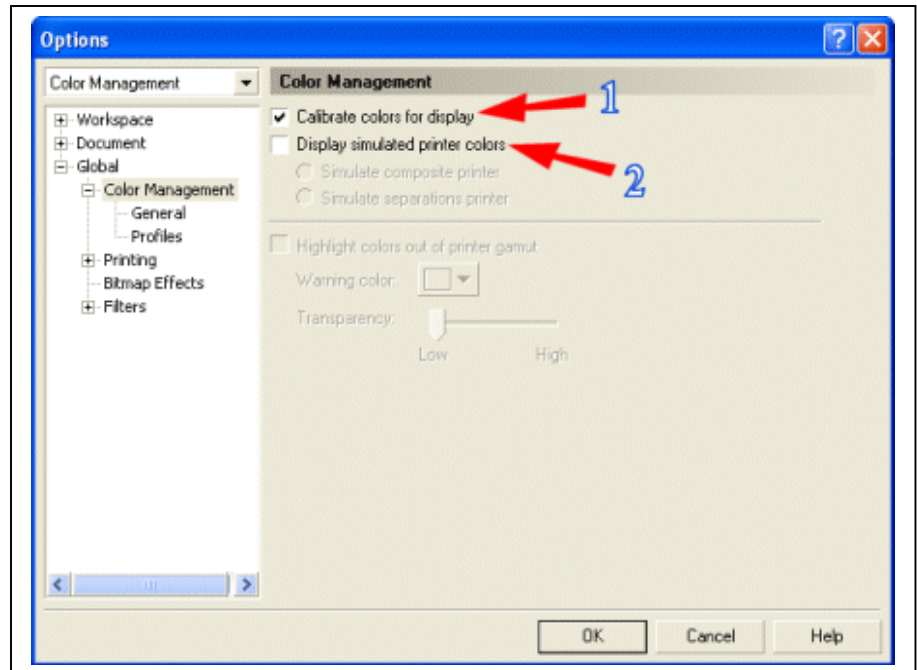 Options
Color Management
Color Management
Workspace
Document
Global
Color Management
General
Profiles
Printing
Bitmap Effects
Filters
Calibrate colors for display
1
Display simulated printer colors
2
Simulate composite printer
Simulate separations printer
Highlight colors out of printer gamut
Warning color:
Transparency:
Low High
OK Cancel Help